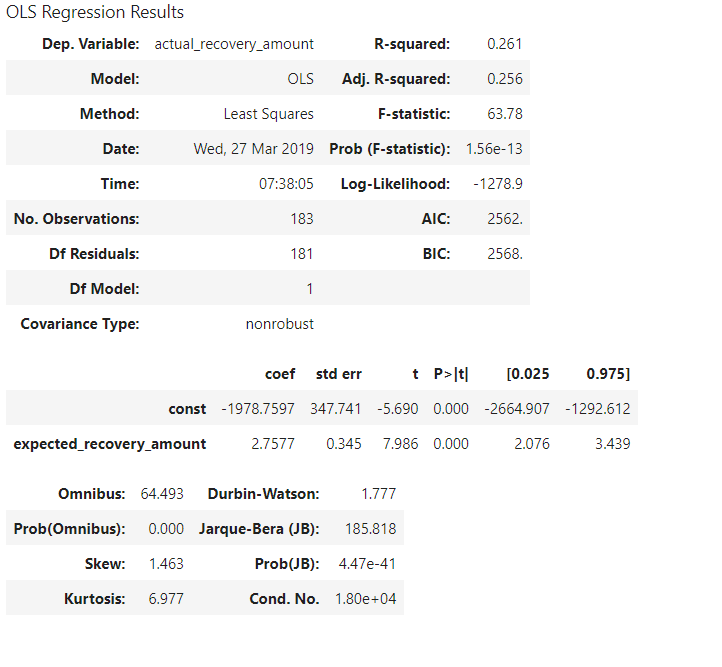 OLS Regression Results
Dep. Variable: actual_recovery_amount R-squared: 0.261
Model: OLS Adj. R-squared: 0.256
Method: Least Squares F-statistic: 63.78
Date: Wed, 27 Mar 2019 Prob (F-statistic): 1.56e-13
Time: 07:38:05 Log-Likelihood: -1278.9
No. Observations: 183 AIC: 2562.
Df Residuals: 181 BIC: 2568.
Df Model: 1
Covariance Type: nonrobust
coef std err t P>|t| [0.025 0.975]
const -1978.7597 347.741 -5.690 0.000 -2664.907 -1292.612
expected_recovery_amount 2.7577 0.345 7.986 0.000 2.076 3.439
Omnibus: 64.493 Durbin-Watson: 1.777
Prob(Omnibus): 0.000 Jarque-Bera (JB): 185.818
Skew: 1.463 Prob(JB): 4.47e-41
Kurtosis: 6.977 Cond. No. 1.80e+04